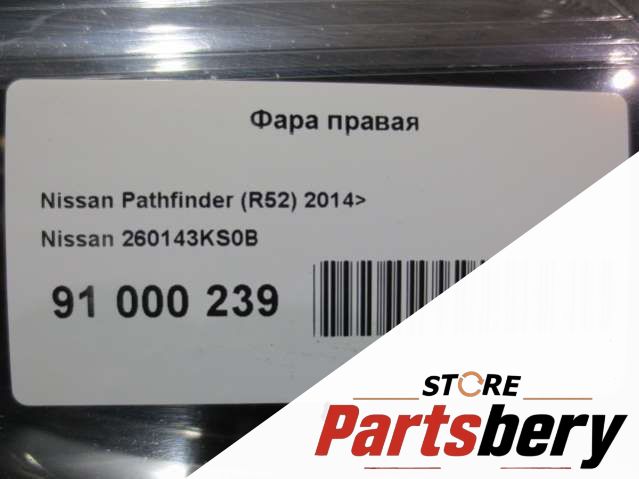 Фара правая
Nissan Pathfinder (R52) 2014>
Nissan 260143KS0B
91 000 239
STORE
Partsbery